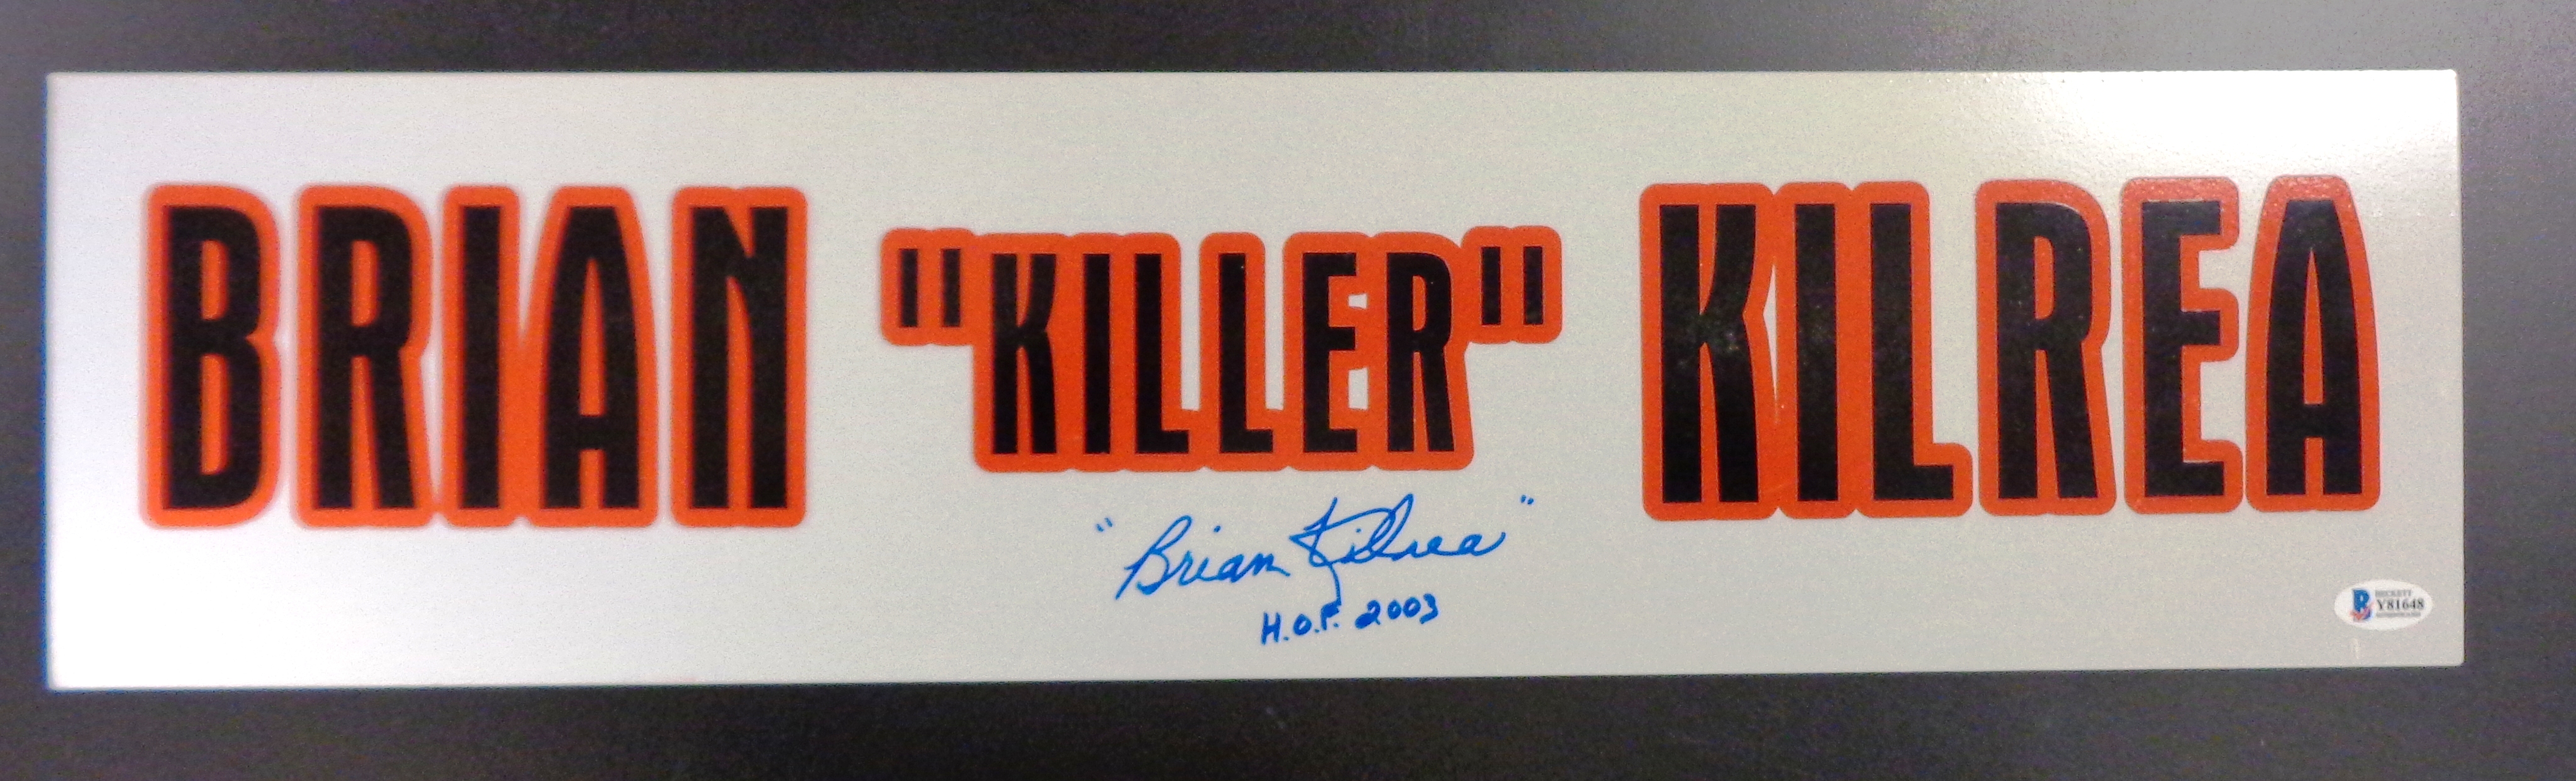 BRIAN "KILLER" KILREA
"Brian Kilrea"
H.O.F. 2003
BECKETT
Y81648